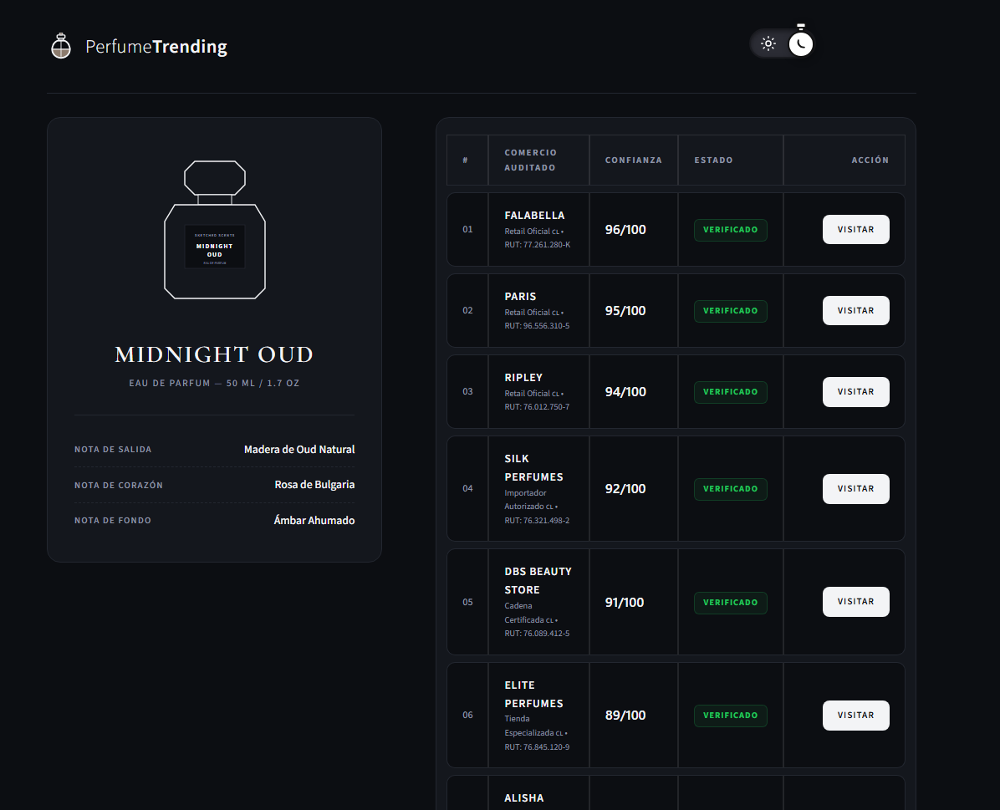 PerfumeTrending
SKETCHED SCENTS
MIDNIGHT
OUD
EAU DE PARFUM
MIDNIGHT OUD
EAU DE PARFUM — 50 ML / 1.7 OZ
NOTA DE SALIDA Madera de Oud Natural
NOTA DE CORAZÓN Rosa de Bulgaria
NOTA DE FONDO Ámbar Ahumado
# COMERCIO AUDITADO CONFIANZA ESTADO ACCIÓN
01 FALABELLA 96/100 VERIFICADO VISITAR
Retail Oficial CL •
RUT: 77.261.280-K
02 PARIS 95/100 VERIFICADO VISITAR
Retail Oficial CL •
RUT: 96.556.310-5
03 RIPLEY 94/100 VERIFICADO VISITAR
Retail Oficial CL •
RUT: 76.012.750-7
04 SILK PERFUMES 92/100 VERIFICADO VISITAR
Importador
Autorizado CL •
RUT: 76.321.498-2
05 DBS BEAUTY STORE 91/100 VERIFICADO VISITAR
Cadena
Certificada CL •
RUT: 76.089.412-5
06 ELITE PERFUMES 89/100 VERIFICADO VISITAR
Tienda
Especializada CL •
RUT: 76.845.120-9
ALISHA